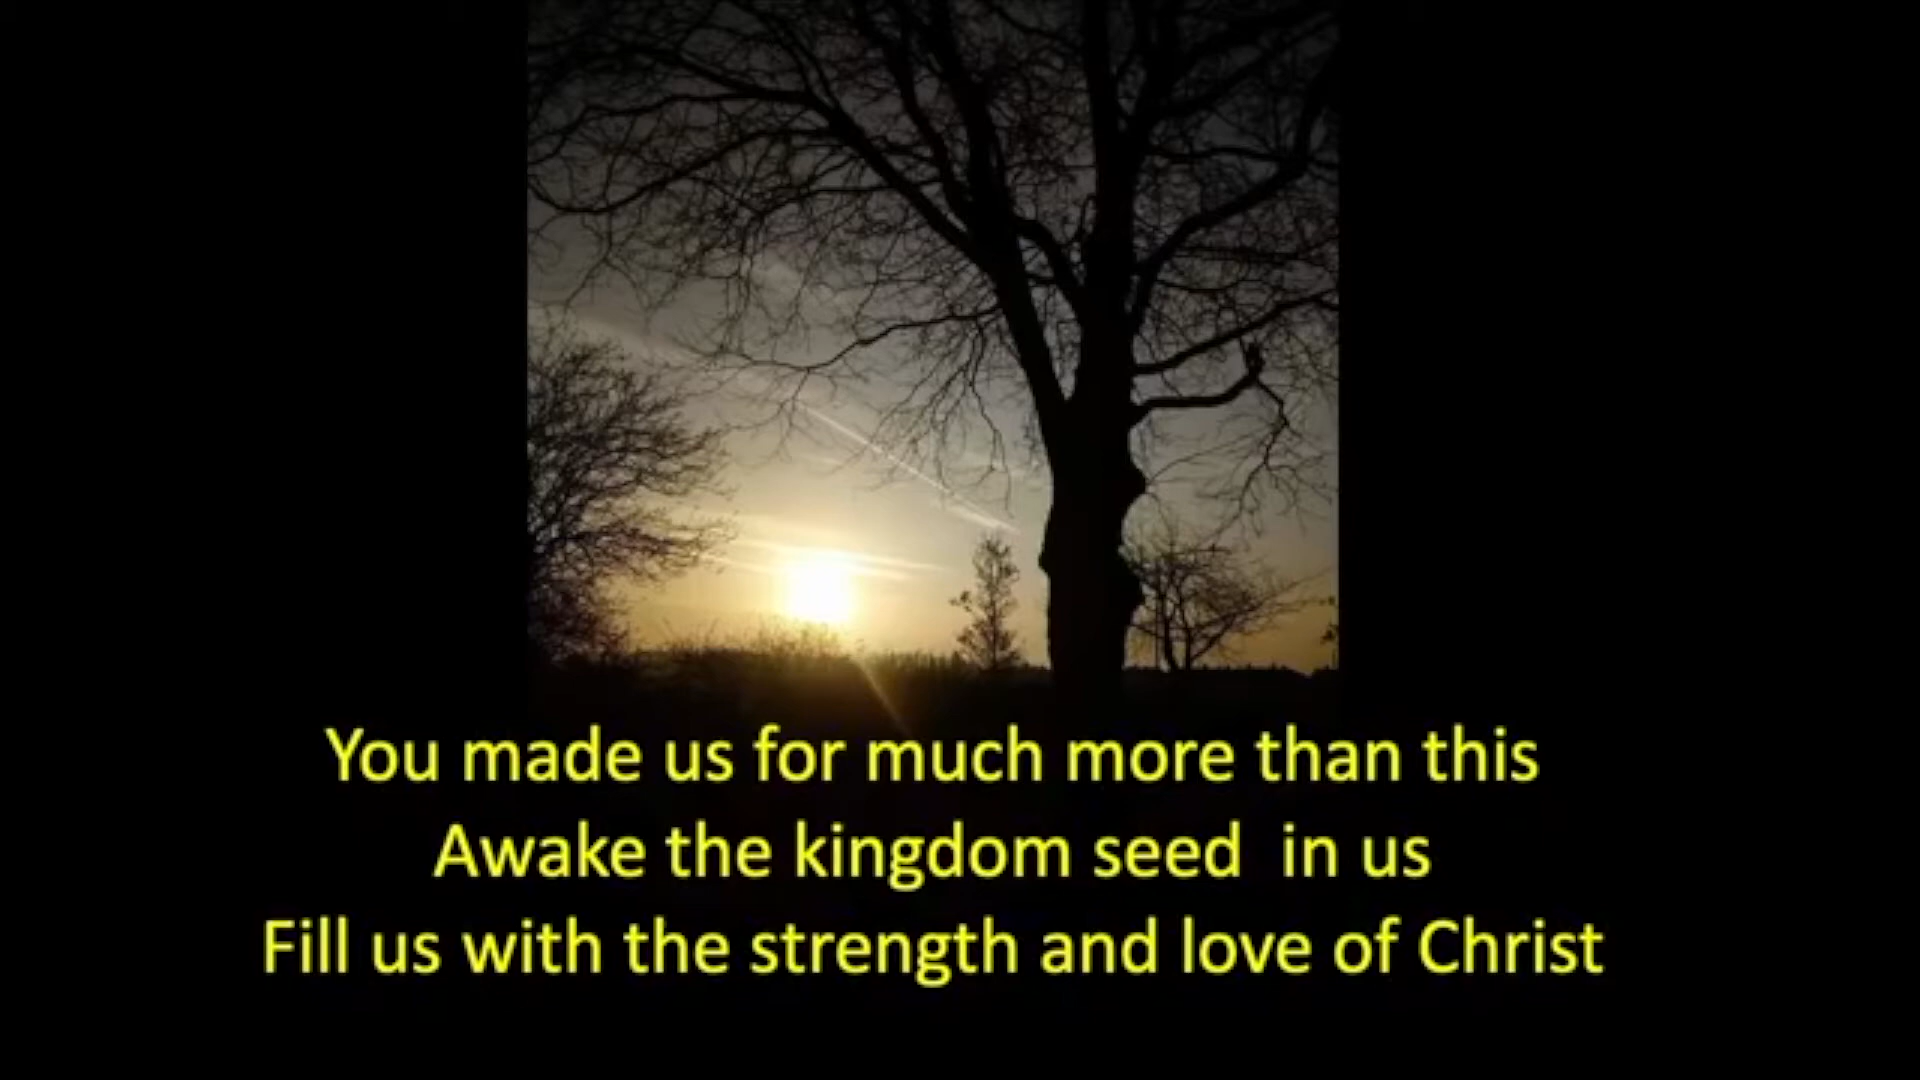 You made us for much more than this
Awake the kingdom seed  in us
Fill us with the strength and love of Christ